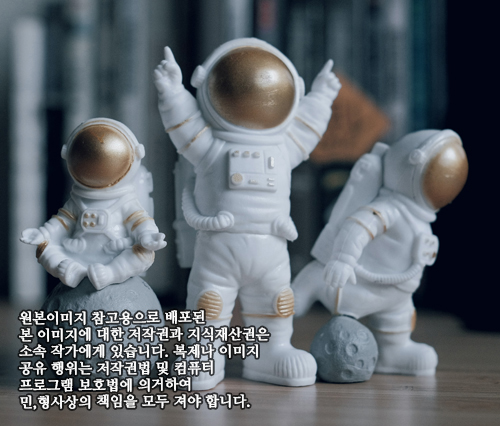 원본이미지 참고용으로 배포된
본 이미지에 대한 저작권과 지식재산권은
소속 작가에게 있습니다. 복제나 이미지
공유 행위는 저작권법 및 컴퓨터
프로그램 보호법에 의거하여
민,형사상의 책임을 모두 져야 합니다.